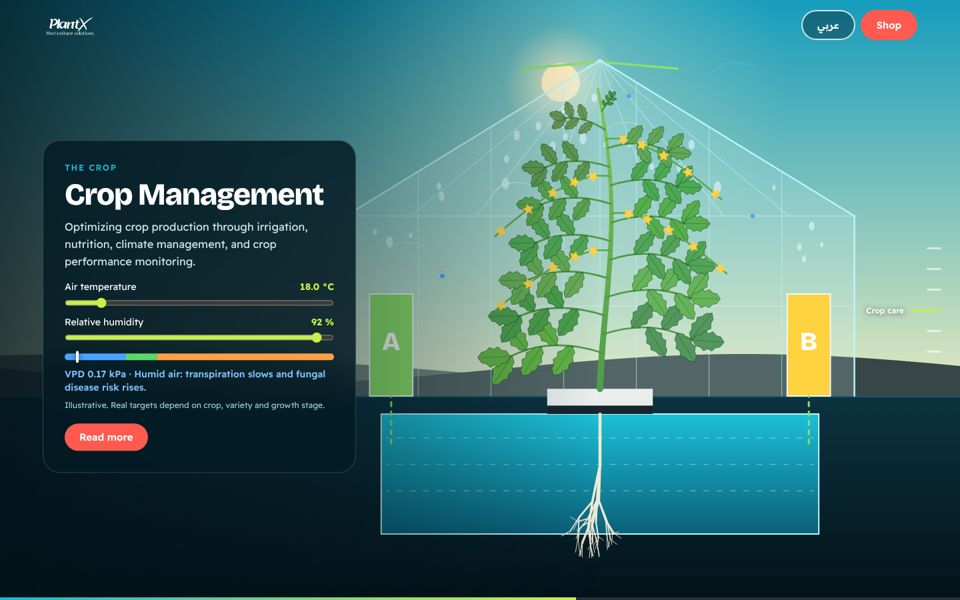 PlantX
Horticulture solutions
عربي
Shop
THE CROP
Crop Management
Optimizing crop production through irrigation,
nutrition, climate management, and crop
performance monitoring.
Air temperature 18.0 °C
Relative humidity 92 %
VPD 0.17 kPa · Humid air: transpiration slows and fungal
disease risk rises.
Illustrative. Real targets depend on crop, variety and growth stage.
Read more
A
B
Crop care